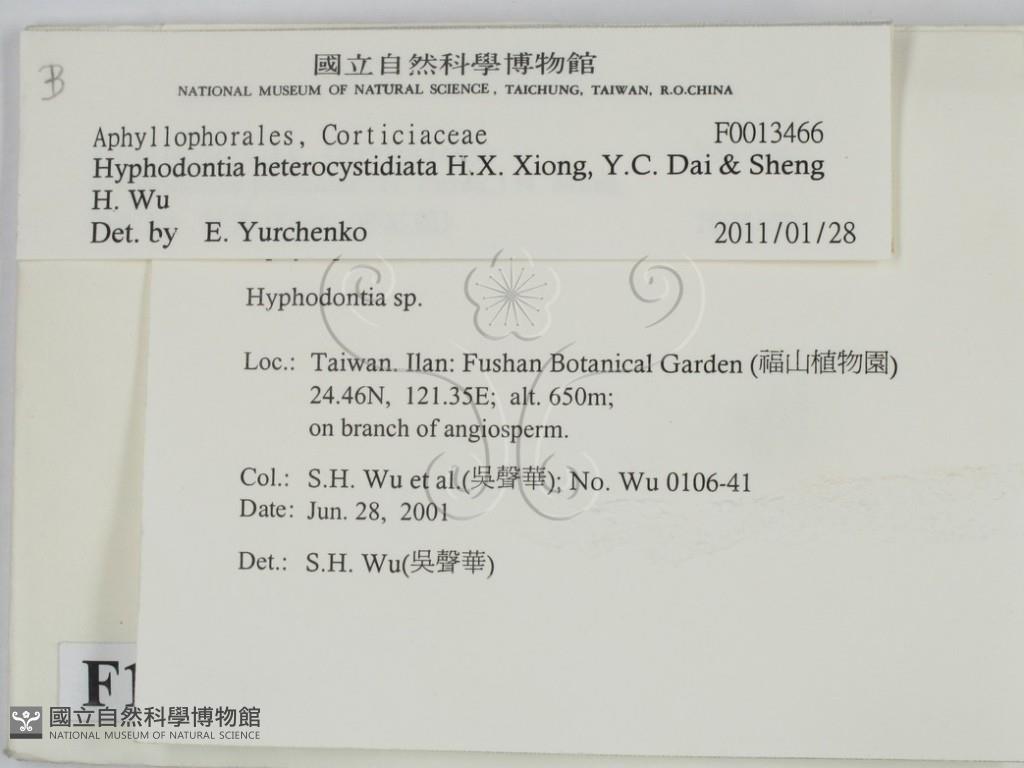 B
國立自然科學博物館
NATIONAL MUSEUM OF NATURAL SCIENCE, TAICHUNG, TAIWAN, R.O.CHINA
Aphyllophorales, Corticiaceae F0013466
Hyphodontia heterocystidiata H.X. Xiong, Y.C. Dai & Sheng
H. Wu
Det. by E. Yurchenko 2011/01/28
Hyphodontia sp.
Loc.: Taiwan. Ilan: Fushan Botanical Garden (福山植物園)
24.46N, 121.35E; alt. 650m;
on branch of angiosperm.
Col.: S.H. Wu et al.(吳聲華); No. Wu 0106-41
Date: Jun. 28, 2001
Det.: S.H. Wu(吳聲華)
F1
國立自然科學博物館
NATIONAL MUSEUM OF NATURAL SCIENCE